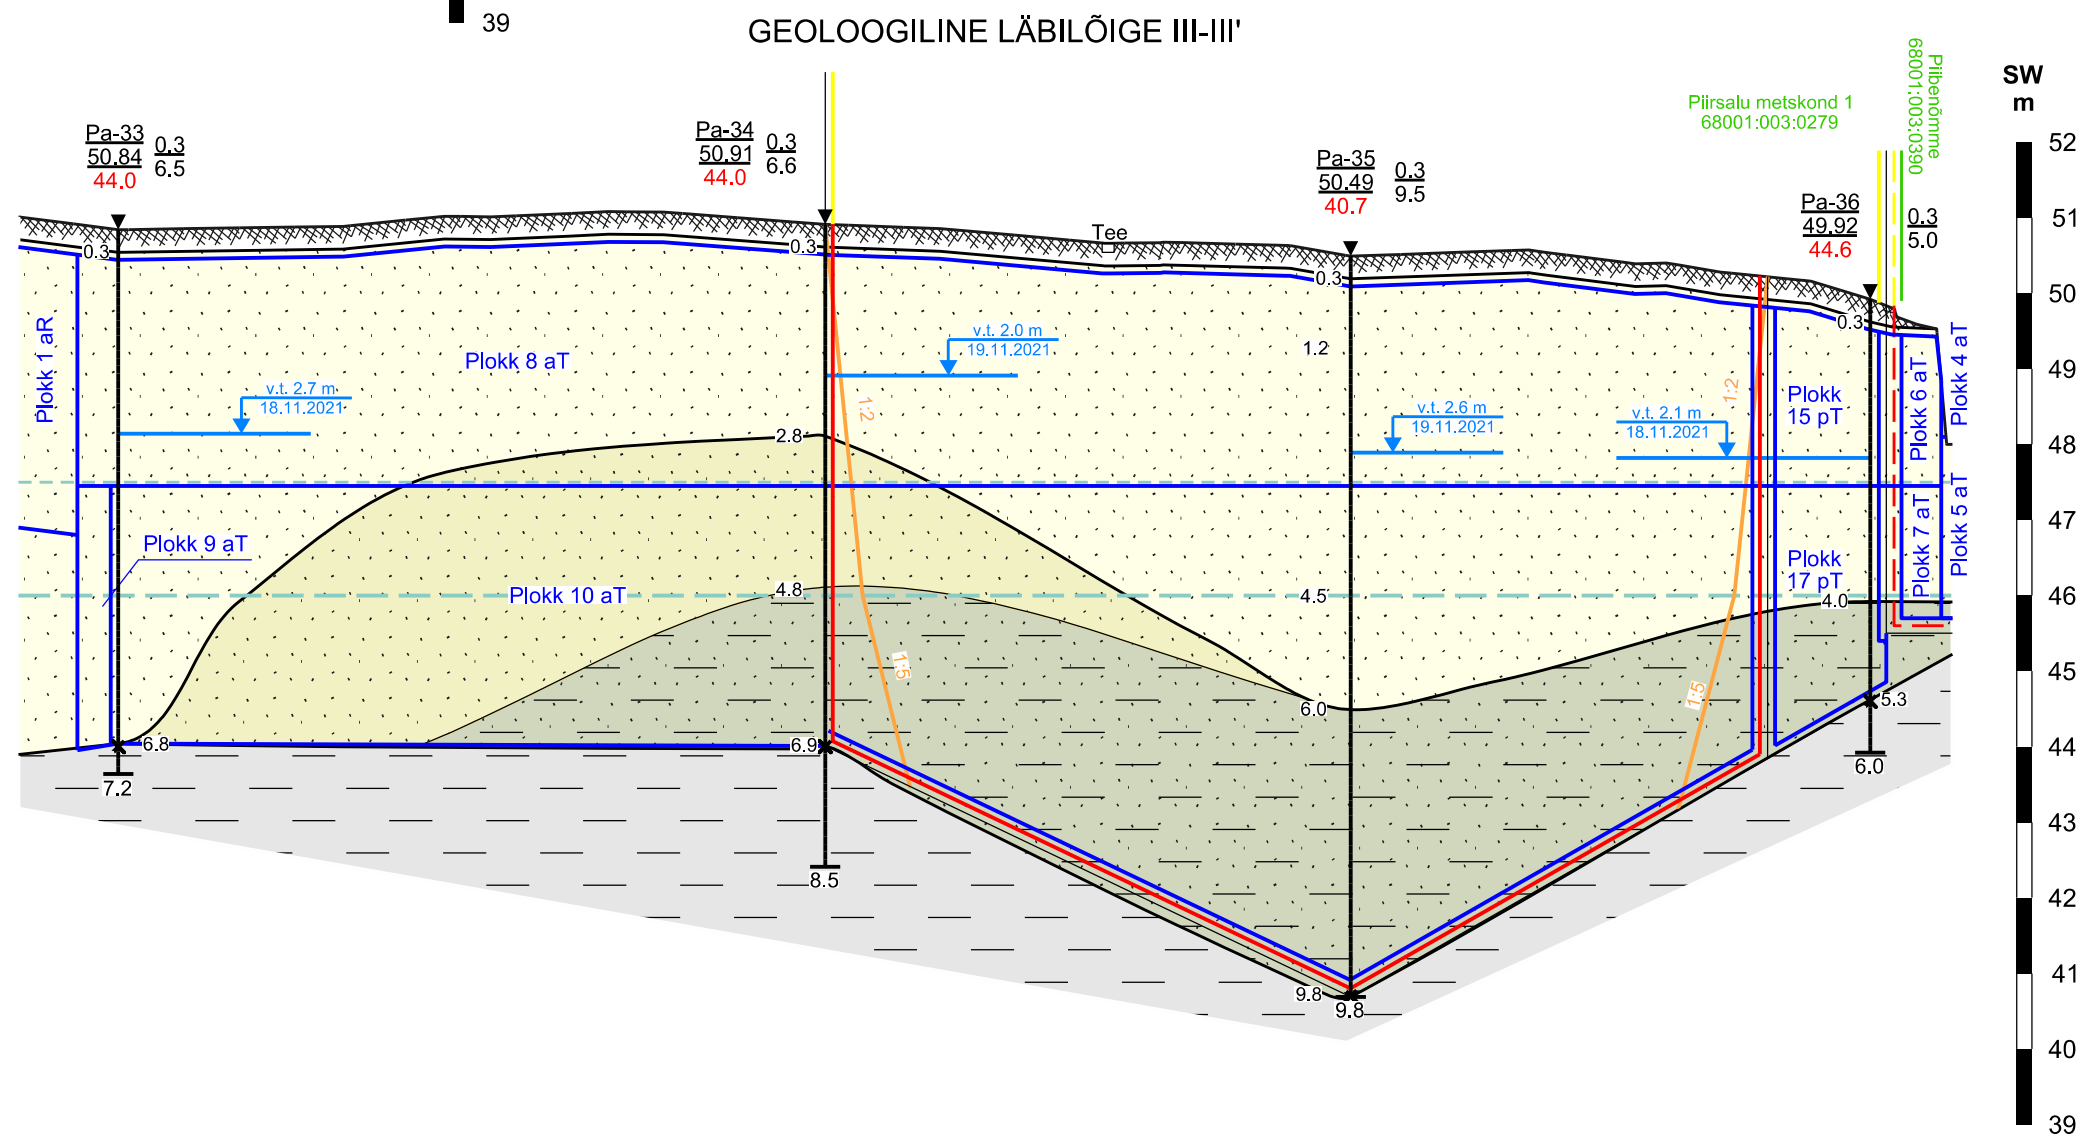 39
GEOLOOGILINE LÄBILÕIGE III-III'
SW
m
Piibenõmme
68001:003:0390
Piirsalu metskond 1
68001:003:0279
Pa-33
50.84
44.0
0.3
6.5
Pa-34
50.91
44.0
0.3
6.6
Pa-35
50.49
40.7
0.3
9.5
Pa-36
49.92
44.6
0.3
5.0
52
51
50
49
48
47
46
45
44
43
42
41
40
39
Tee
0.3
0.3
0.3
0.3
Plokk 1 aR
Plokk 8 aT
v.t. 2.7 m
18.11.2021
v.t. 2.0 m
19.11.2021
v.t. 2.6 m
19.11.2021
v.t. 2.1 m
18.11.2021
1.2
1:2
1:2
Plokk
15 pT
Plokk 6 aT
Plokk 4 aT
2.8
Plokk 9 aT
Plokk 10 aT
4.8
4.5
Plokk
17 pT
4.0
Plokk 7 aT
Plokk 5 aT
1:5
1:5
6.0
5.3
6.8
6.9
7.2
6.0
8.5
9.8
9.8